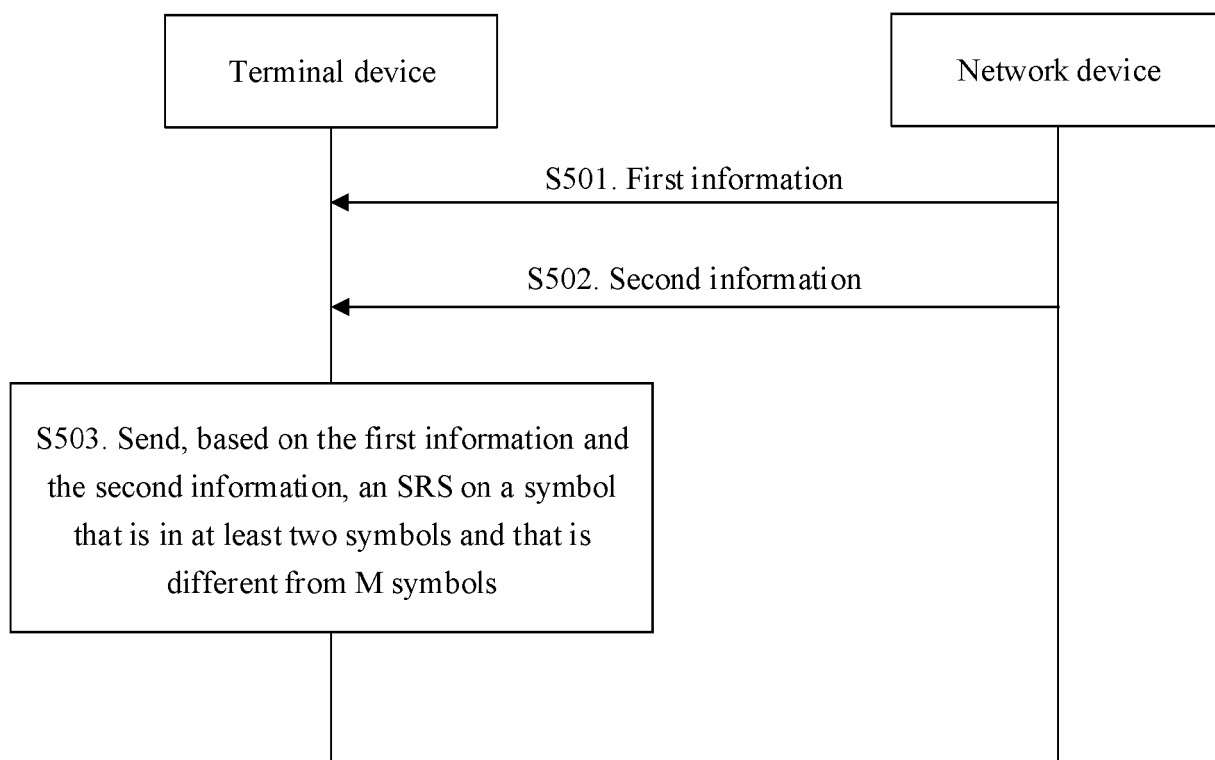 Terminal device
Network device
S501. First information
S502. Second information
S503. Send, based on the first information and
the second information, an SRS on a symbol
that is in at least two symbols and that is
different from M symbols